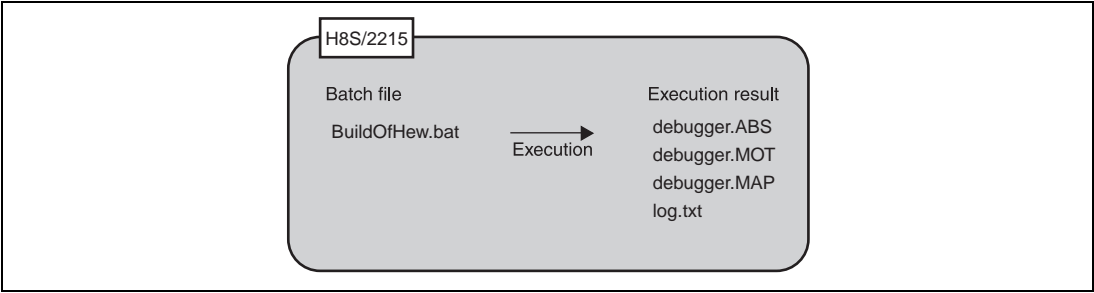 H8S/2215
Batch file
Execution result
BuildOfHew.bat
Execution
debugger.ABS
debugger.MOT
debugger.MAP
log.txt